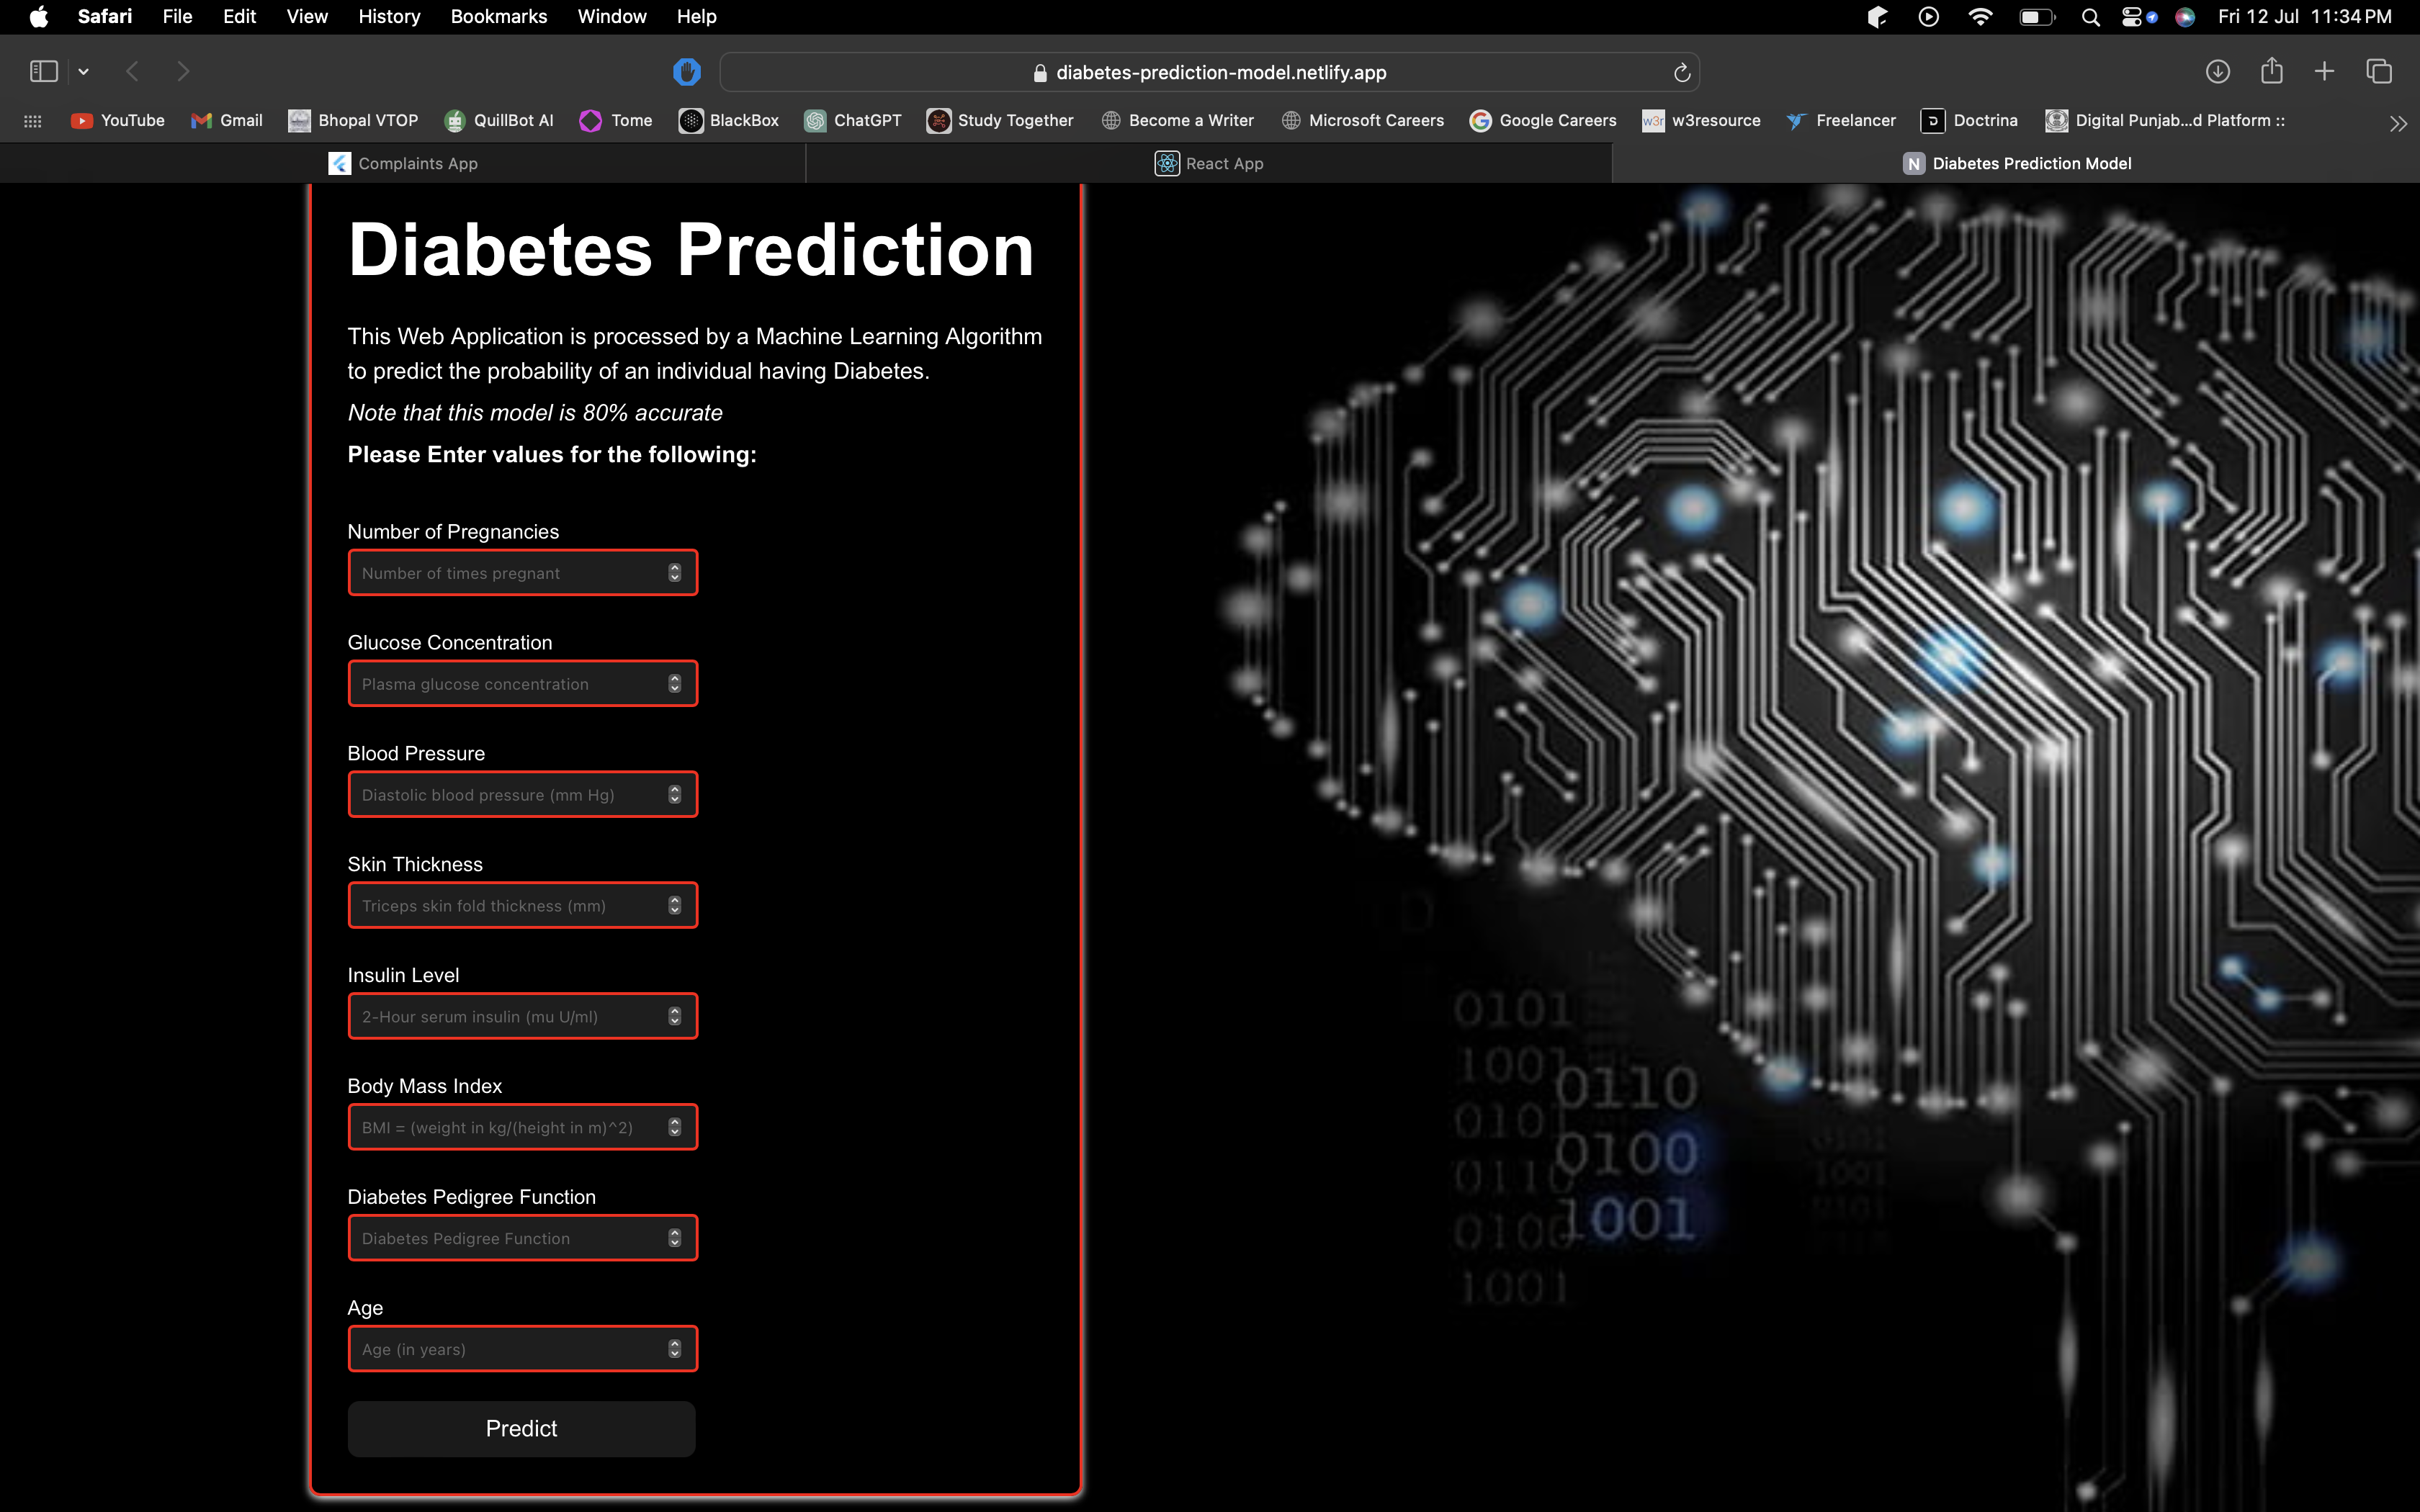 Safari File Edit View History Bookmarks Window Help
Fri 12 Jul 11:34 PM
diabetes-prediction-model.netlify.app
YouTube Gmail Bhopal VTOP QuillBot AI Tome BlackBox ChatGPT Study Together Become a Writer Microsoft Careers Google Careers w3r w3resource Freelancer Doctrina Digital Punjab...d Platform ::
Complaints App React App N Diabetes Prediction Model
Diabetes Prediction
This Web Application is processed by a Machine Learning Algorithm
to predict the probability of an individual having Diabetes.
Note that this model is 80% accurate
Please Enter values for the following:
Number of Pregnancies
Number of times pregnant
Glucose Concentration
Plasma glucose concentration
Blood Pressure
Diastolic blood pressure (mm Hg)
Skin Thickness
Triceps skin fold thickness (mm)
Insulin Level
2-Hour serum insulin (mu U/ml)
Body Mass Index
BMI = (weight in kg/(height in m)^2)
Diabetes Pedigree Function
Diabetes Pedigree Function
Age
Age (in years)
Predict
0101
1001
0110
0100
1001
1001